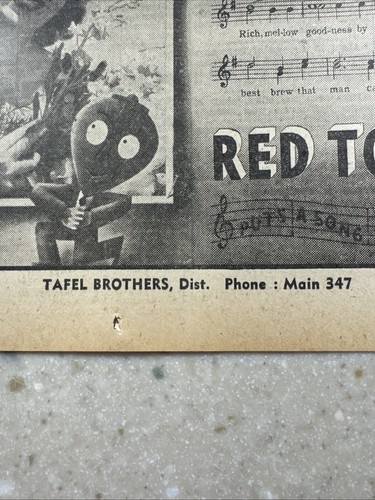 Rich, mel-low good-ness by
best brew that man
RED TO
PUTS A SONG
TAFEL BROTHERS, Dist. Phone : Main 347